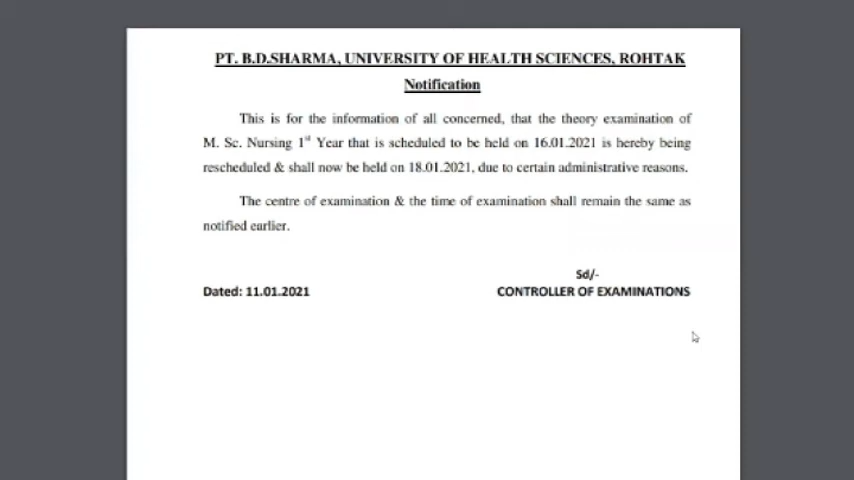 PT. B.D.SHARMA, UNIVERSITY OF HEALTH SCIENCES, ROHTAK
Notification
This is for the information of all concerned, that the theory examination of
M. Sc. Nursing 1st Year that is scheduled to be held on 16.01.2021 is hereby being
rescheduled & shall now be held on 18.01.2021, due to certain administrative reasons.
The centre of examination & the time of examination shall remain the same as
notified earlier.
Sd/-
Dated: 11.01.2021 CONTROLLER OF EXAMINATIONS